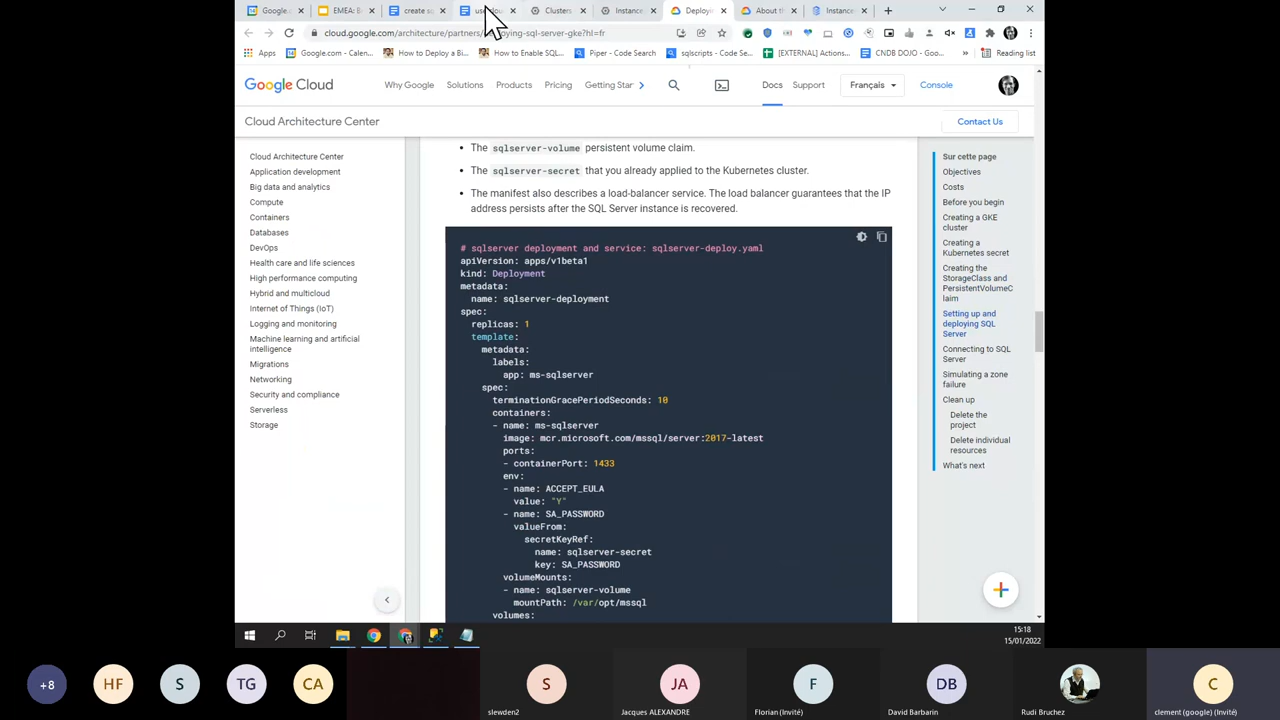 Google.
EMEA: B
create s
Clusters
Instance
Deployi
About th
Instance
cloud.google.com/architecture/partners/
ying-sql-server-gke?hl=fr
Apps
Google.com - Calen...
How to Deploy a Bi...
How to Enable SQL...
Piper - Code Search
sqlscripts - Code Se...
[EXTERNAL] Actions...
CNDB DOJO - Goo...
»
Reading list
Google Cloud
Why Google
Solutions
Products
Pricing
Getting Star
Docs
Support
Français
Console
Cloud Architecture Center
Contact Us
Cloud Architecture Center
Application development
Big data and analytics
Compute
Containers
Databases
DevOps
Health care and life sciences
High performance computing
Hybrid and multicloud
Internet of Things (IoT)
Logging and monitoring
Machine learning and artificial
intelligence
Migrations
Networking
Security and compliance
Serverless
Storage
• The sqlserver-volume persistent volume claim.
• The sqlserver-secret that you already applied to the Kubernetes cluster.
• The manifest also describes a load-balancer service. The load balancer guarantees that the IP
address persists after the SQL Server instance is recovered.
# sqlserver deployment and service: sqlserver-deploy.yaml
apiVersion: apps/v1beta1
kind: Deployment
metadata:
name: sqlserver-deployment
spec:
replicas: 1
template:
metadata:
labels:
app: ms-sqlserver
spec:
terminationGracePeriodSeconds: 10
containers:
- name: ms-sqlserver
image: mcr.microsoft.com/mssql/server:2017-latest
ports:
- containerPort: 1433
env:
- name: ACCEPT_EULA
value: "Y"
- name: SA_PASSWORD
valueFrom:
secretKeyRef:
name: sqlserver-secret
key: SA_PASSWORD
volumeMounts:
- name: sqlserver-volume
mountPath: /var/opt/mssql
volumes:
Sur cette page
Objectives
Costs
Before you begin
Creating a GKE
cluster
Creating a
Kubernetes secret
Creating the
StorageClass and
PersistentVolumeC
laim
Setting up and
deploying SQL
Server
Connecting to SQL
Server
Simulating a zone
failure
Clean up
Delete the
project
Delete individual
resources
What's next
15:18
15/01/2022
+8
HF
S
TG
CA
S
slewden2
JA
Jacques ALEXANDRE
F
Florian (Invité)
DB
David Barbarin
Rudi Bruchez
C
clement (google) (Invité)